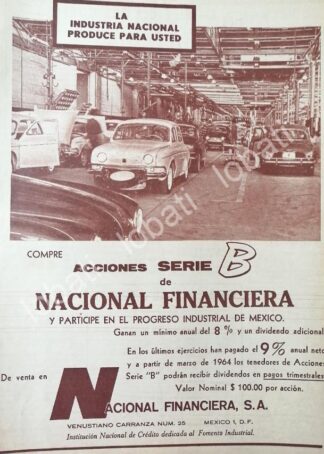 LA
INDUSTRIA NACIONAL
PRODUCE PARA USTED
lobati lobati lobati
COMPRE
ACCIONES SERIE B
de
NACIONAL FINANCIERA
Y PARTICIPE EN EL PROGRESO INDUSTRIAL DE MEXICO.
Ganan un mínimo anual del 8 % y un dividendo adicional.
En los últimos ejercicios han pagado el 9% anual neto
y a partir de marzo de 1964 los tenedores de Acciones
Serie "B" podrán recibir dividendos en pagos trimestrales
Valor Nominal $ 100.00 por acción.
De venta en
NACIONAL FINANCIERA, S.A.
VENUSTIANO CARRANZA NUM. 25 MEXICO 1, D.F.
Institución Nacional de Crédito dedicada al Fomento Industrial.